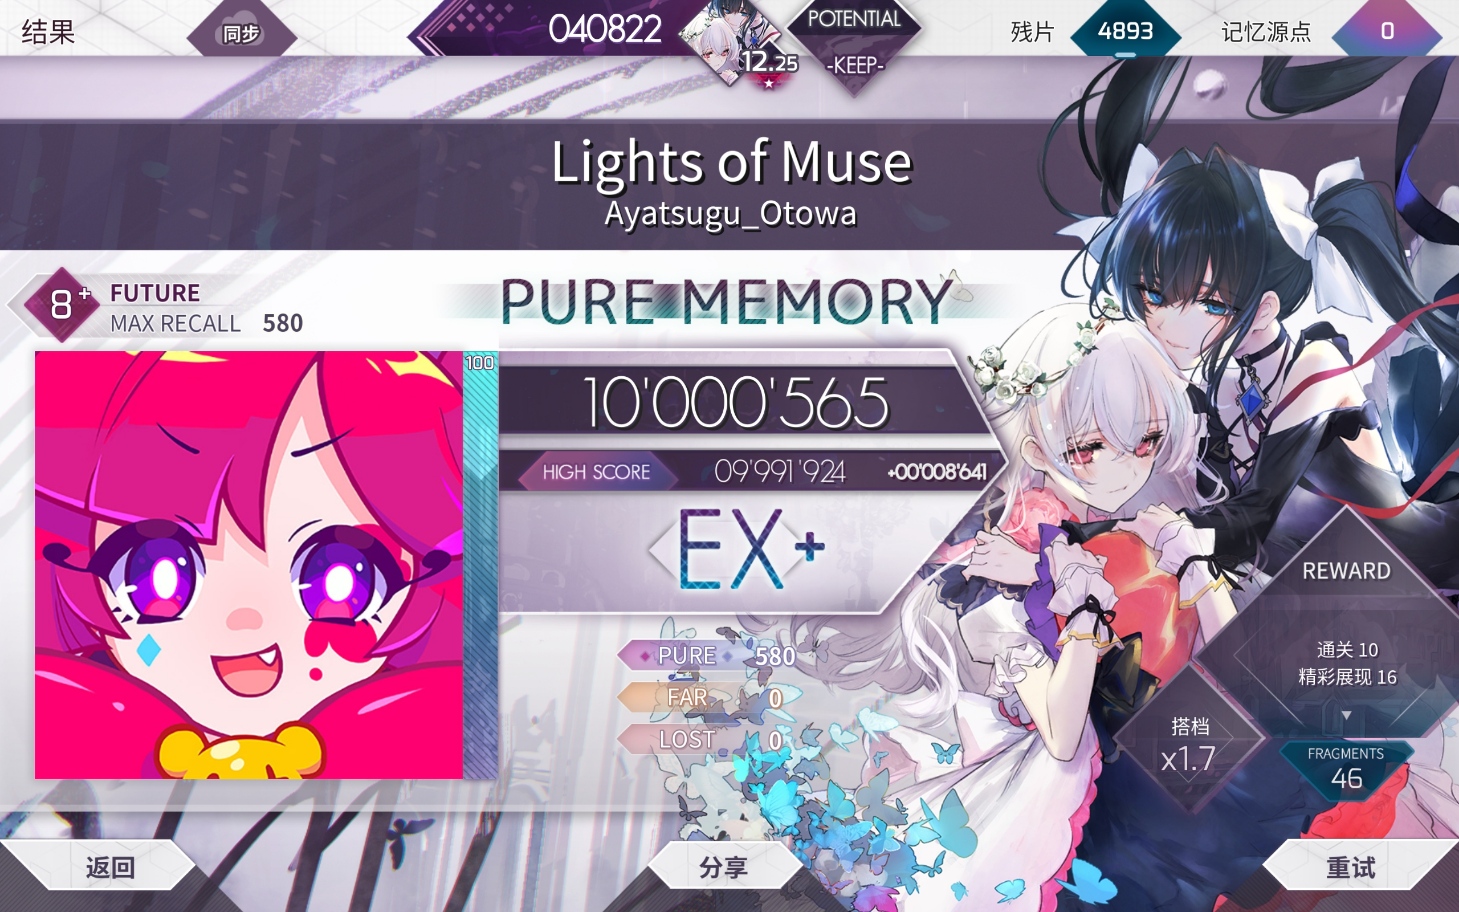 结果
同步
040822
12.25
POTENTIAL
-KEEP-
残片
4893
记忆源点
0
Lights of Muse
Ayatsugu_Otowa
8+
FUTURE
MAX RECALL 580
PURE MEMORY
100
10'000'565
HIGH SCORE 09'991'924 +00'008'641
EX+
PURE 580
FAR 0
LOST 0
REWARD
通关 10
精彩展现 16
搭档
x1.7
FRAGMENTS
46
返回
分享
重试